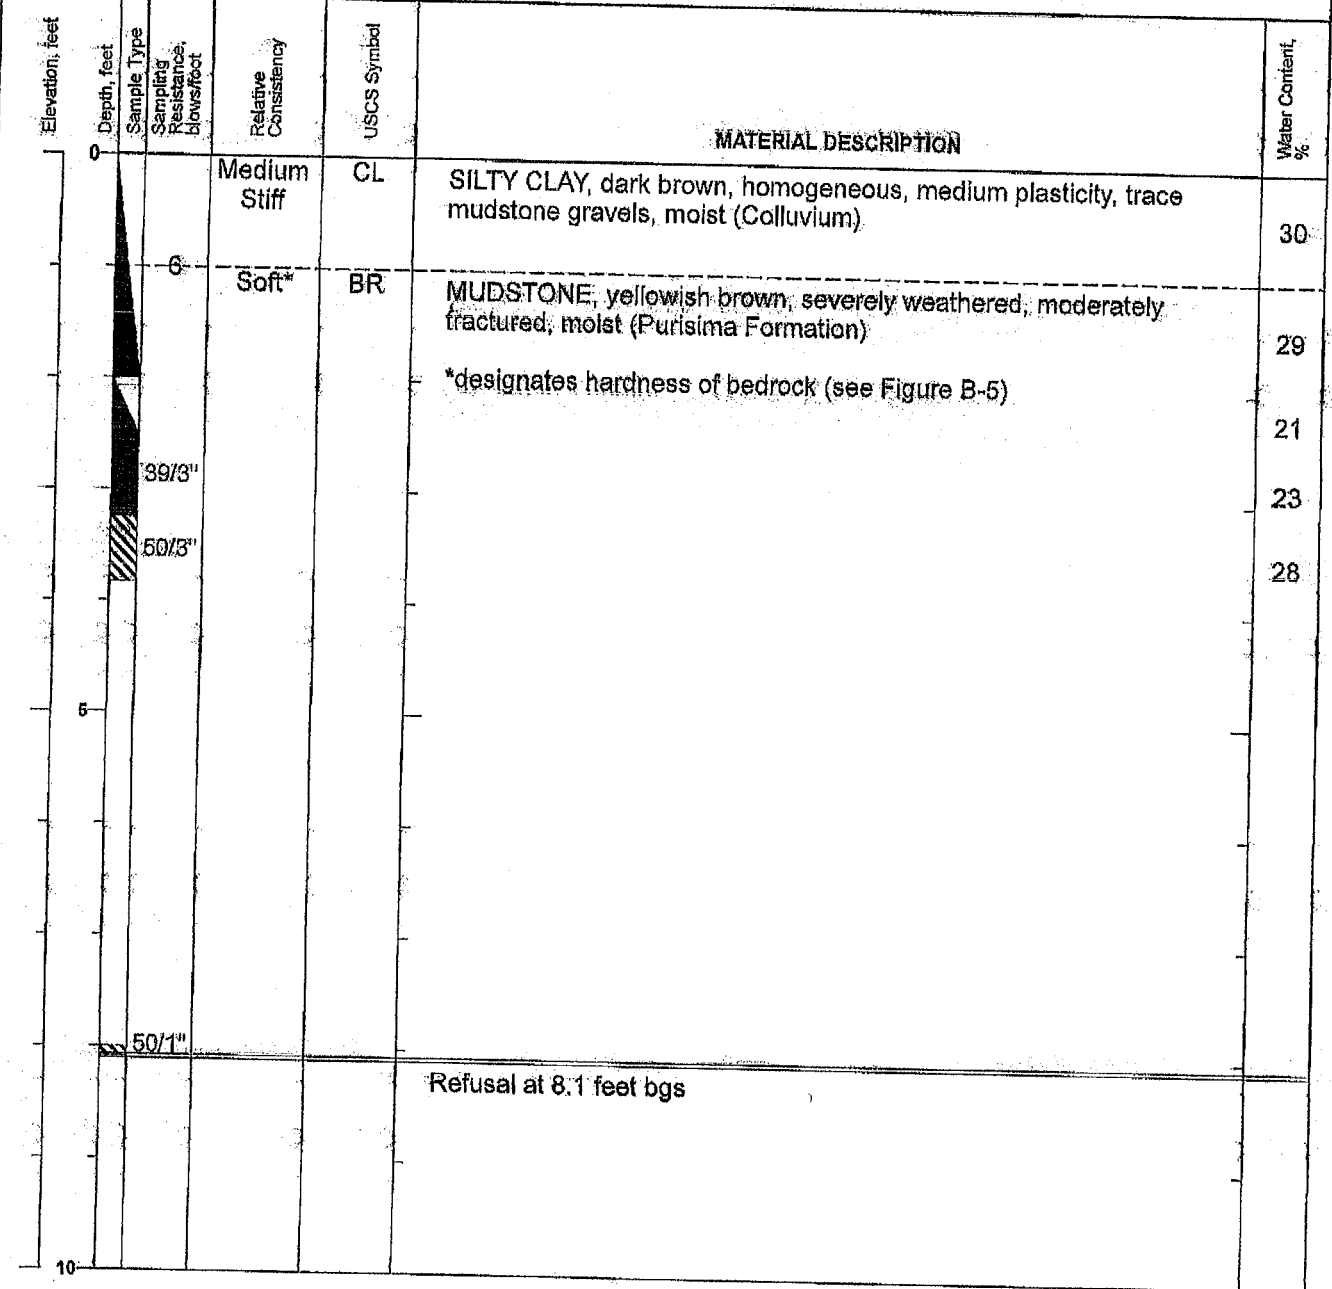 Elevation, feet
Depth, feet
Sample Type
Sampling
Resistance,
blows/foot
Relative
Consistency
USCS Symbol
MATERIAL DESCRIPTION
Water Content,
%
0
Medium
Stiff
CL
SILTY CLAY, dark brown, homogeneous, medium plasticity, trace
mudstone gravels, moist (Colluvium)
30
6
Soft*
BR
MUDSTONE, yellowish brown, severely weathered, moderately
fractured, moist (Purisima Formation)
29
*designates hardness of bedrock (see Figure B-5)
21
39/3"
23
50/3"
28
5
50/1"
Refusal at 8.1 feet bgs
10